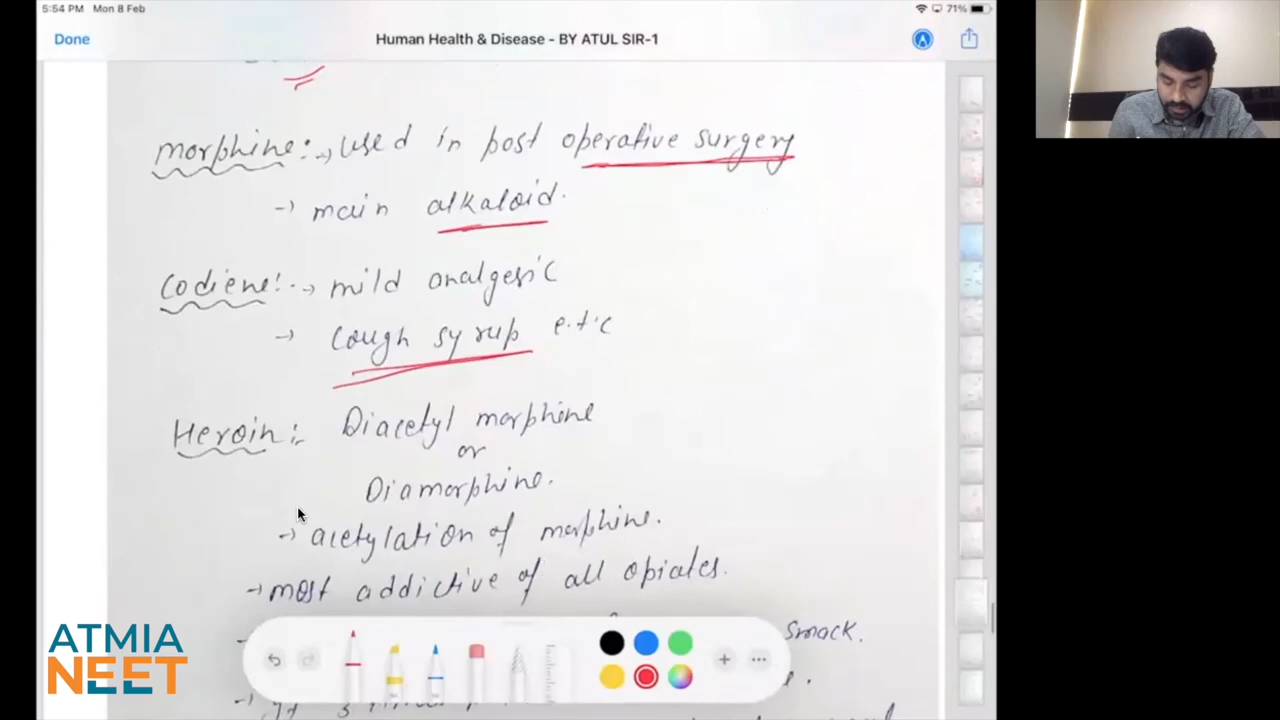 5:54 PM Mon 8 Feb
71%
Done
Human Health & Disease - BY ATUL SIR-1
morphine:→ used in post operative surgery
→ main alkaloid.
Codiene:→ mild analgesic
→ Cough syrup e.t.c
Heroin:- Diacetyl morphine
or
Diamorphine.
→ acetylation of morphine.
→ most addictive of all opiates.
smack.
ATMIA
NEET